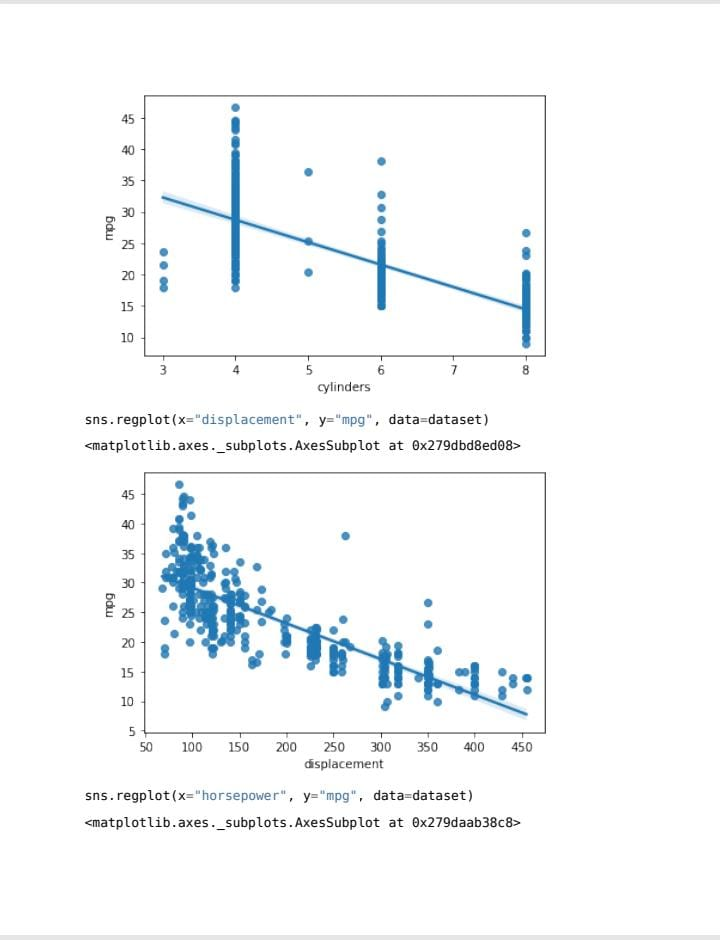 45
40
35
30
25
20
15
10
mpg
3 4 5 6 7 8
cylinders
sns.regplot(x="displacement", y="mpg", data=dataset)
<matplotlib.axes._subplots.AxesSubplot at 0x279dbd8ed08>
45
40
35
30
25
20
15
10
5
mpg
50 100 150 200 250 300 350 400 450
displacement
sns.regplot(x="horsepower", y="mpg", data=dataset)
<matplotlib.axes._subplots.AxesSubplot at 0x279daab38c8>